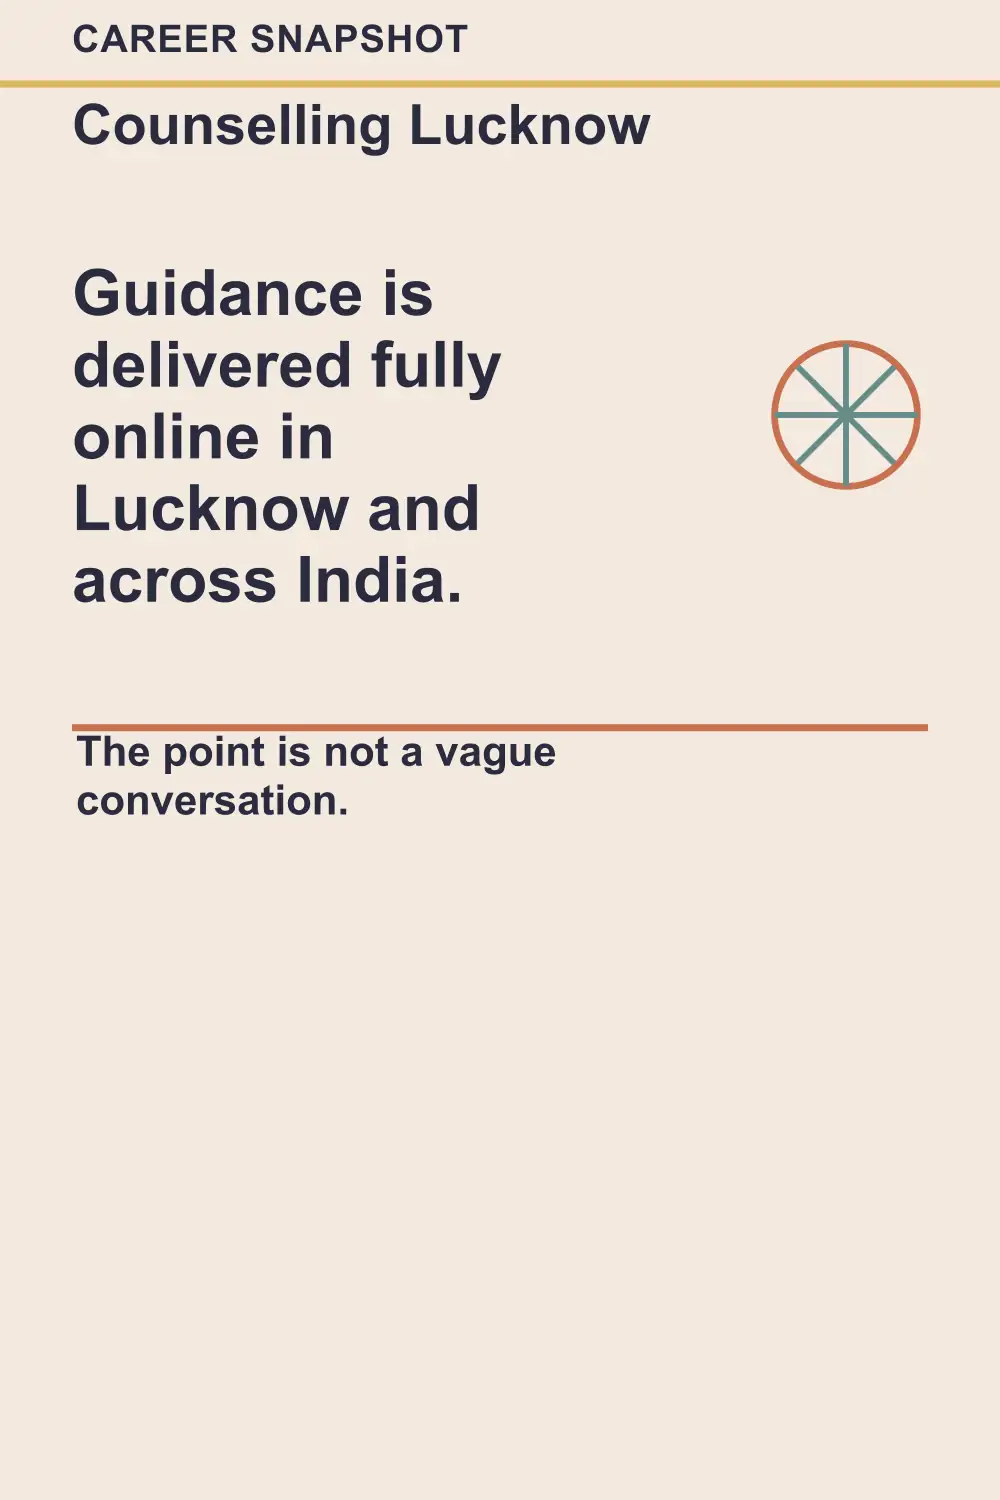 CAREER SNAPSHOT
Counselling Lucknow
Guidance is
delivered fully
online in
Lucknow and
across India.
The point is not a vague
conversation.